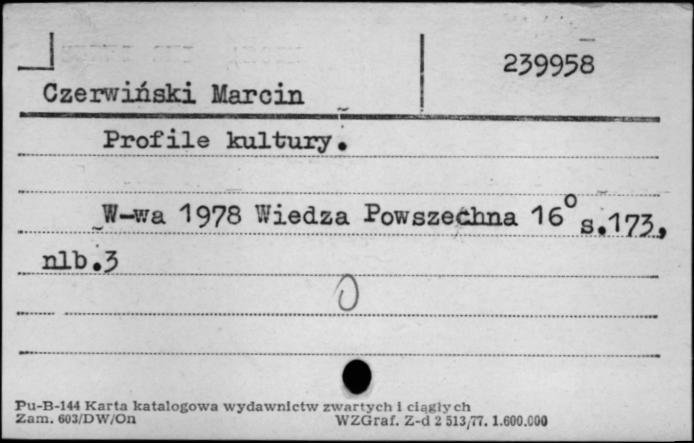 239958
Czerwiński Marcin
Profile kultury.
W-wa 1978 Wiedza Powszechna 16° s.173,
nlb.3
Pu-B-144 Karta katalogowa wydawnictw zwartych i ciągłych
Zam. 603/DW/On WZGraf. Z-d 2 513/77. 1.600.000